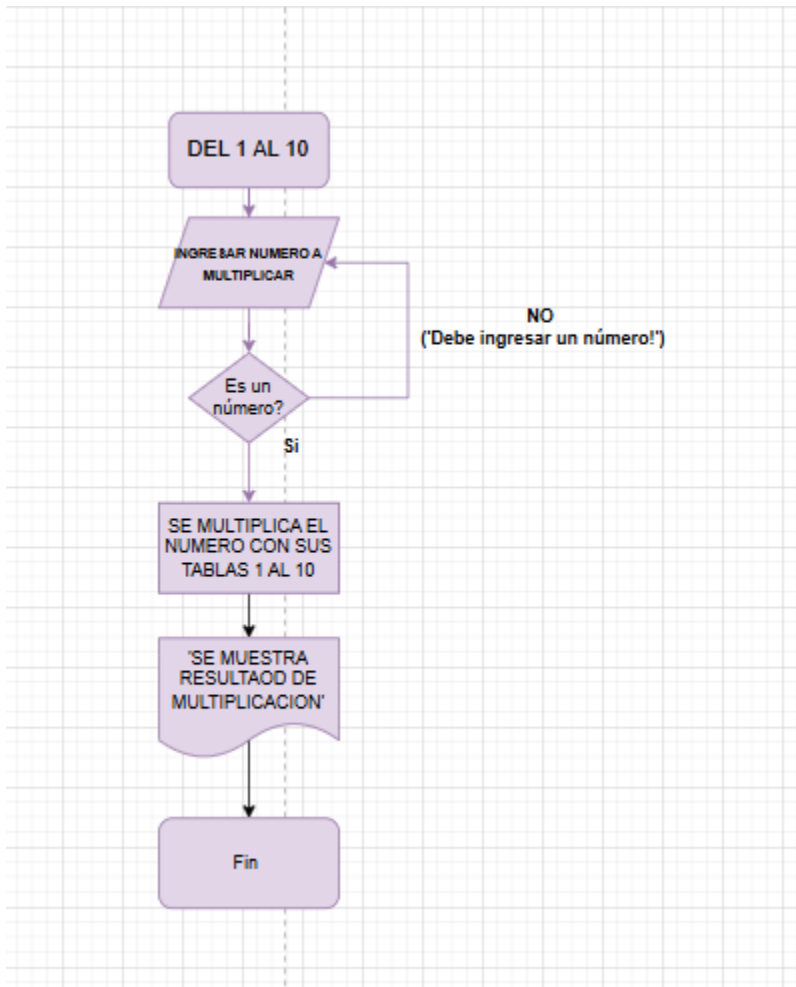 DEL 1 AL 10
INGRESAR NUMERO A
MULTIPLICAR
NO
('Debe ingresar un número!')
Es un
número?
Si
SE MULTIPLICA EL
NUMERO CON SUS
TABLAS 1 AL 10
'SE MUESTRA
RESULTAOD DE
MULTIPLICACION'
Fin